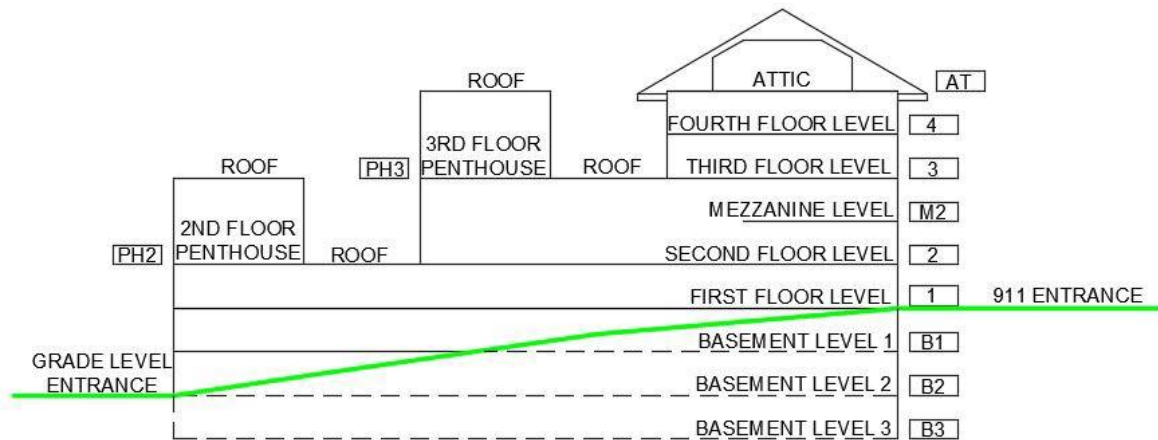 ATTIC
AT
ROOF
FOURTH FLOOR LEVEL
4
3RD FLOOR
PENTHOUSE
PH3
ROOF
THIRD FLOOR LEVEL
3
ROOF
MEZZANINE LEVEL
M2
2ND FLOOR
PENTHOUSE
PH2
ROOF
SECOND FLOOR LEVEL
2
FIRST FLOOR LEVEL
1
911 ENTRANCE
BASEMENT LEVEL 1
B1
GRADE LEVEL
ENTRANCE
BASEMENT LEVEL 2
B2
BASEMENT LEVEL 3
B3